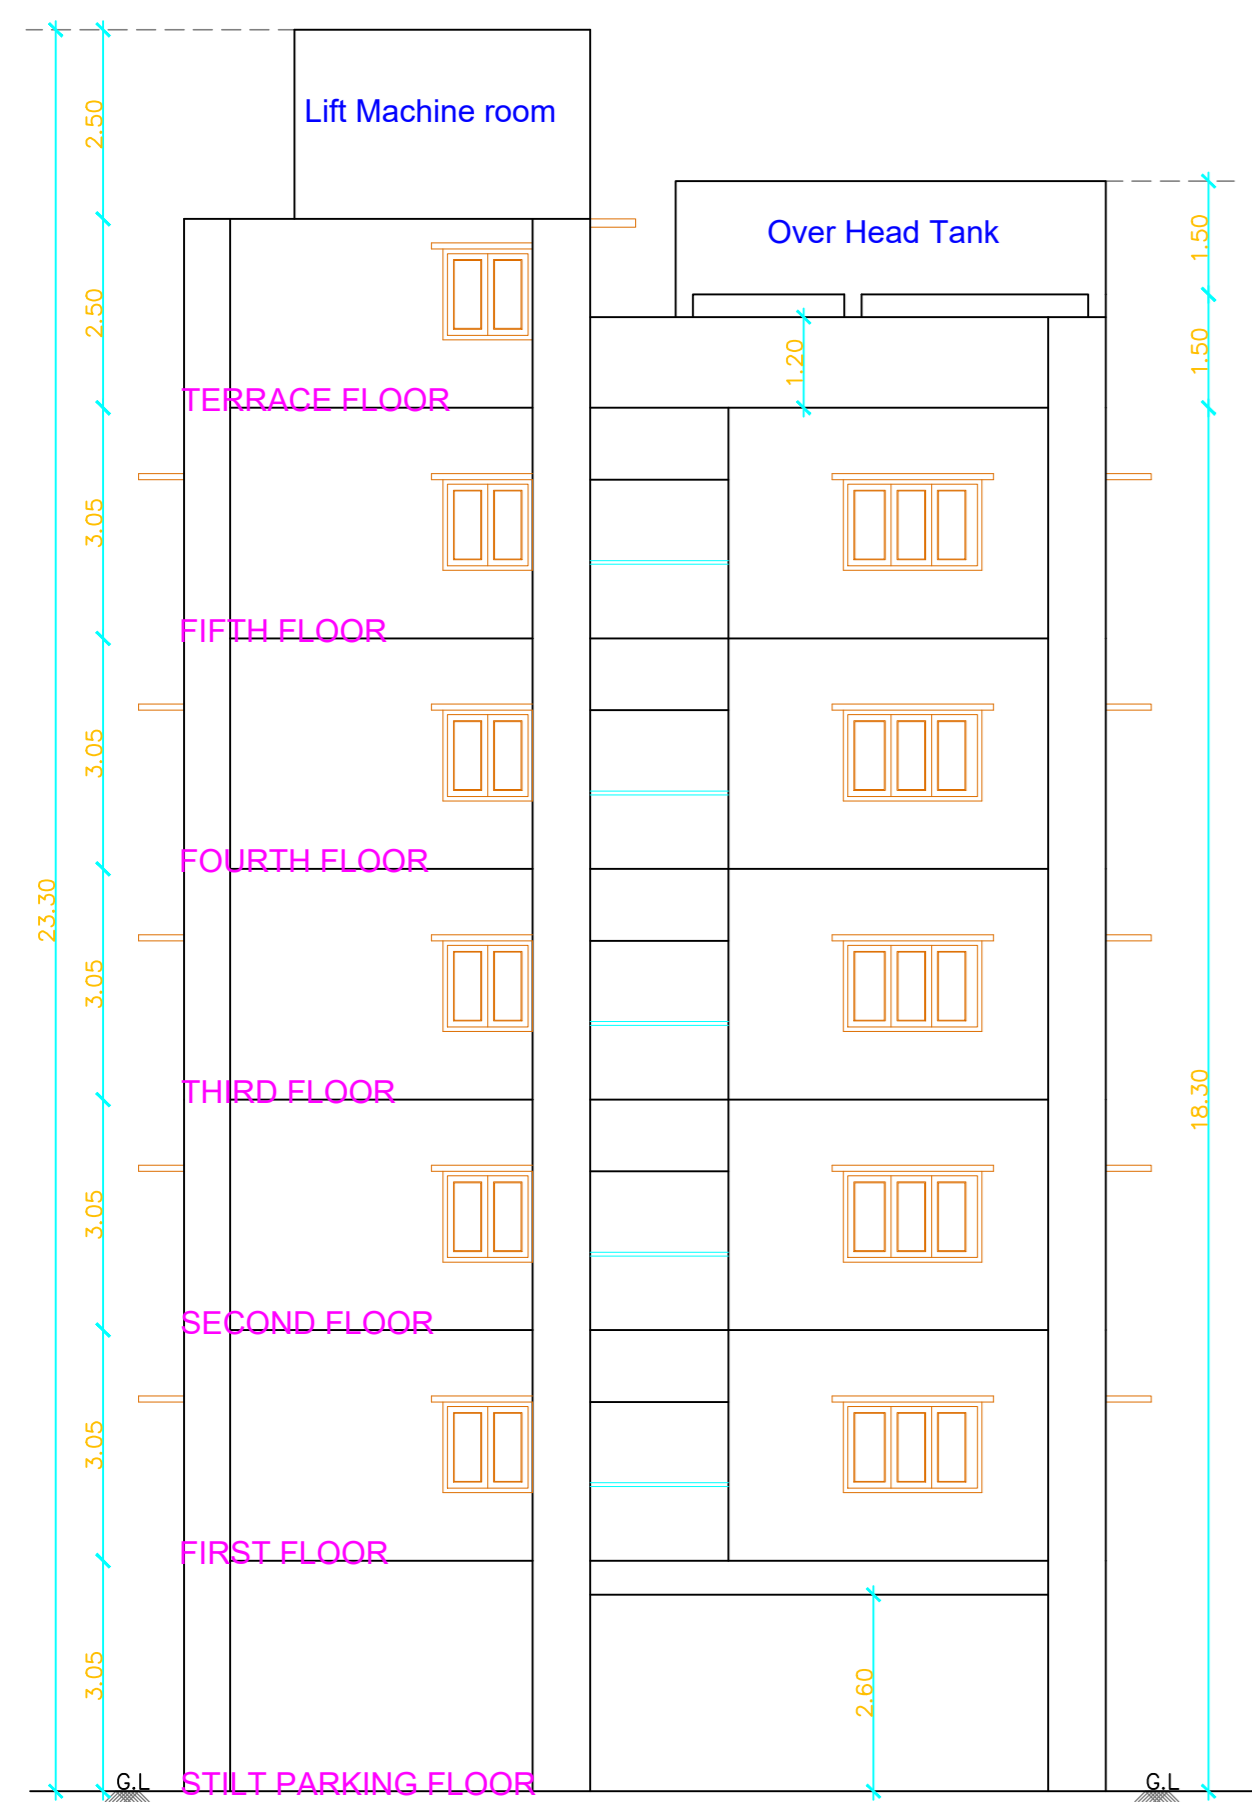 2.50
Lift Machine room
Over Head Tank
1.50
2.50
1.20
1.50
TERRACE FLOOR
3.05
FIFTH FLOOR
3.05
FOURTH FLOOR
23.30
3.05
THIRD FLOOR
18.30
3.05
SECOND FLOOR
3.05
FIRST FLOOR
3.05
2.60
G.L
STILT PARKING FLOOR
G.L